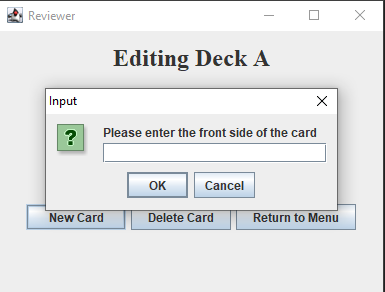 Reviewer
Editing Deck A
Input
?
Please enter the front side of the card
OK Cancel
New Card Delete Card Return to Menu